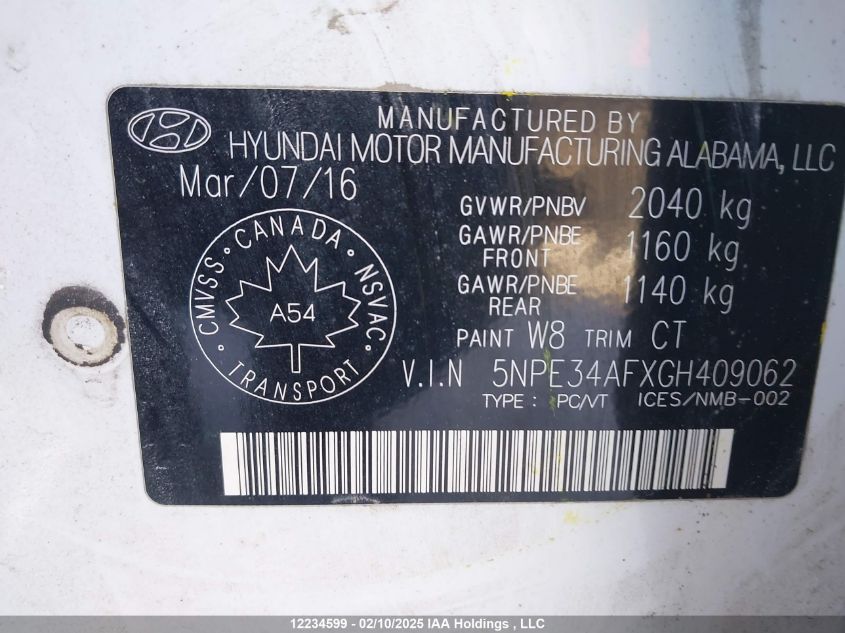 MANUFACTURED BY
HYUNDAI MOTOR MANUFACTURING ALABAMA, LLC
Mar/07/16
GVWR/PNBV 2040 kg
GAWR/PNBE FRONT 1160 kg
GAWR/PNBE REAR 1140 kg
PAINT W8 TRIM CT
V.I.N 5NPE34AFXGH409062
TYPE : PC/VT ICES/NMB-002
CANADA
CMVSS
NSVAC
A54
TRANSPORT
12234599 - 02/10/2025 IAA Holdings , LLC